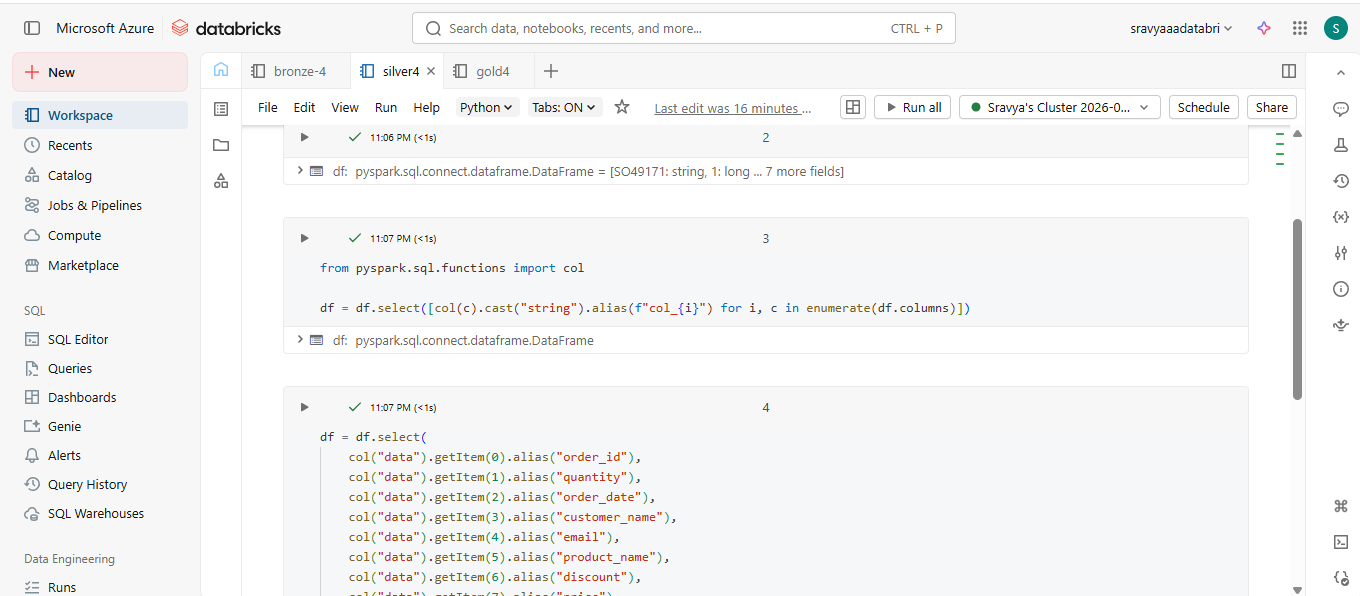 Microsoft Azure
databricks
Search data, notebooks, recents, and more...
CTRL + P
sravyaaadatabri
S
New
Workspace
Recents
Catalog
Jobs & Pipelines
Compute
Marketplace
SQL
SQL Editor
Queries
Dashboards
Genie
Alerts
Query History
SQL Warehouses
Data Engineering
Runs
bronze-4
silver4
gold4
File
Edit
View
Run
Help
Python
Tabs: ON
Last edit was 16 minutes ...
Run all
Sravya's Cluster 2026-0...
Schedule
Share
11:06 PM (<1s)
2
df: pyspark.sql.connect.dataframe.DataFrame = [SO49171: string, 1: long ... 7 more fields]
11:07 PM (<1s)
3
from pyspark.sql.functions import col
df = df.select([col(c).cast("string").alias(f"col_{i}") for i, c in enumerate(df.columns)])
df: pyspark.sql.connect.dataframe.DataFrame
11:07 PM (<1s)
4
df = df.select(
col("data").getItem(0).alias("order_id"),
col("data").getItem(1).alias("quantity"),
col("data").getItem(2).alias("order_date"),
col("data").getItem(3).alias("customer_name"),
col("data").getItem(4).alias("email"),
col("data").getItem(5).alias("product_name"),
col("data").getItem(6).alias("discount"),
col("data").getItem(7).alias("price")